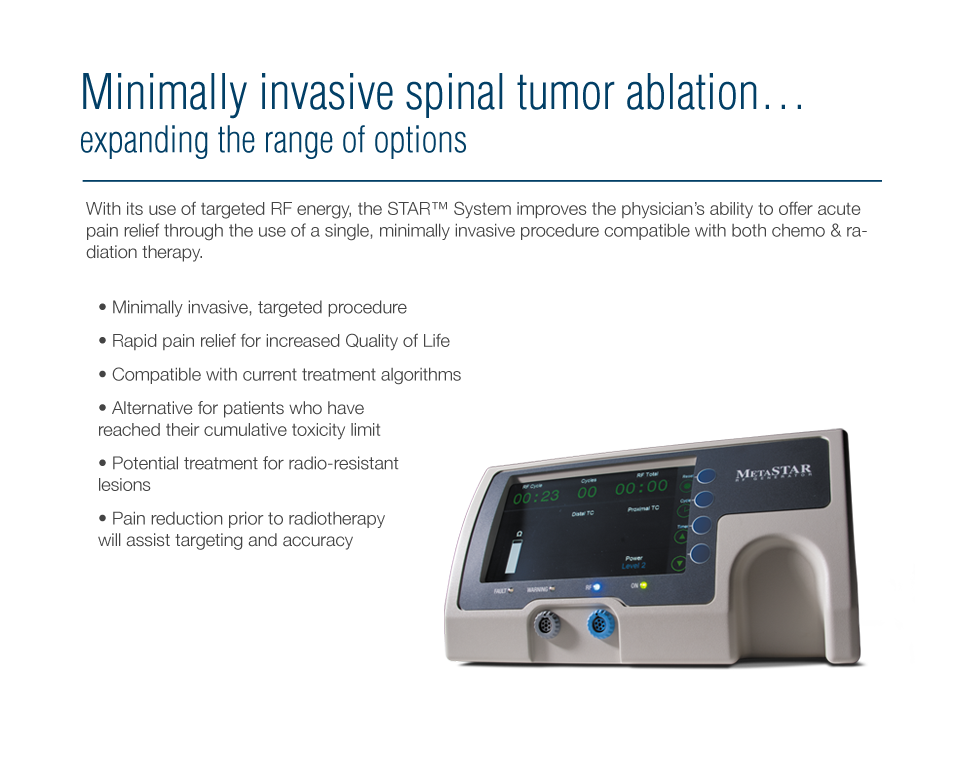 Minimally invasive spinal tumor ablation…
expanding the range of options
With its use of targeted RF energy, the STAR™ System improves the physician's ability to offer acute
pain relief through the use of a single, minimally invasive procedure compatible with both chemo & ra-
diation therapy.
• Minimally invasive, targeted procedure
• Rapid pain relief for increased Quality of Life
• Compatible with current treatment algorithms
• Alternative for patients who have
reached their cumulative toxicity limit
• Potential treatment for radio-resistant
lesions
• Pain reduction prior to radiotherapy
will assist targeting and accuracy
METASTAR
RF GENERATOR
RF Cycle Cycles RF Total
00:23 00 00:00
Distal TC Proximal TC
Ω
Time
Power
Level 2
FAULT WARNING RF ON